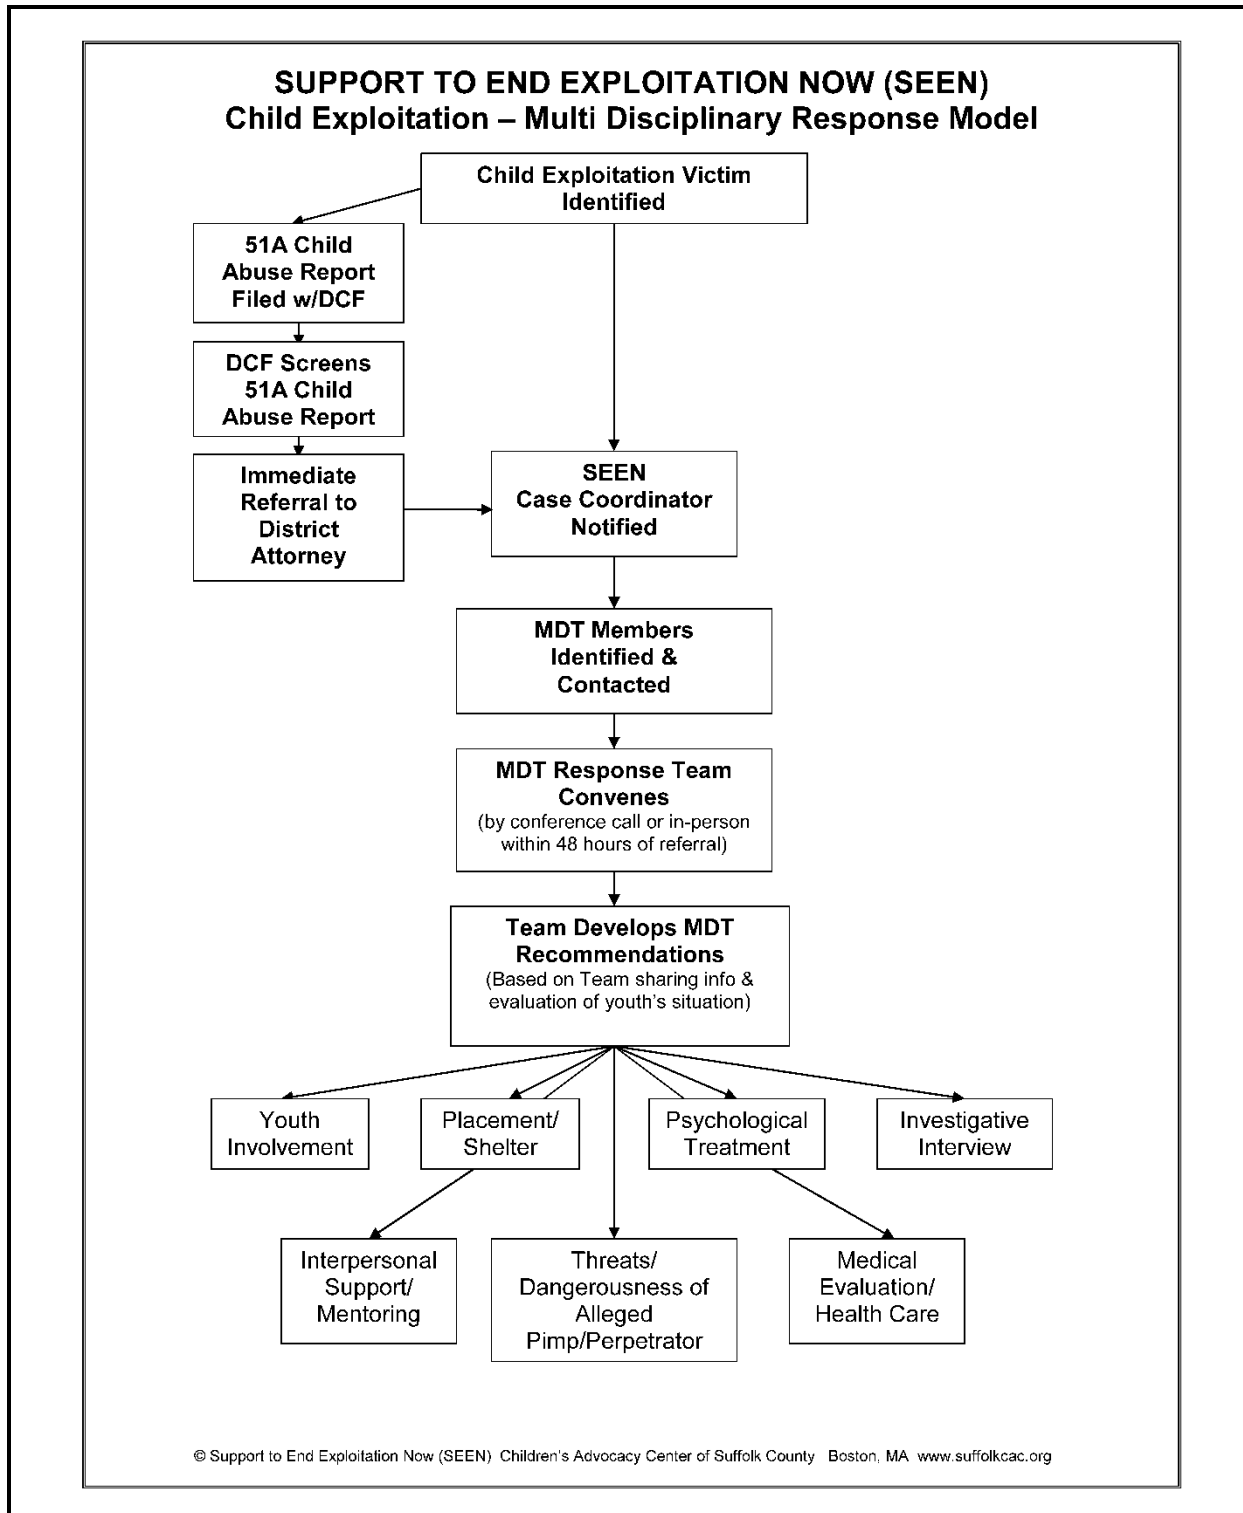 SUPPORT TO END EXPLOITATION NOW (SEEN)
Child Exploitation – Multi Disciplinary Response Model
Child Exploitation Victim
Identified
51A Child
Abuse Report
Filed w/DCF
DCF Screens
51A Child
Abuse Report
Immediate
Referral to
District
Attorney
SEEN
Case Coordinator
Notified
MDT Members
Identified &
Contacted
MDT Response Team
Convenes
(by conference call or in-person
within 48 hours of referral)
Team Develops MDT
Recommendations
(Based on Team sharing info &
evaluation of youth's situation)
Youth
Involvement
Placement/
Shelter
Psychological
Treatment
Investigative
Interview
Interpersonal
Support/
Mentoring
Threats/
Dangerousness of
Alleged
Pimp/Perpetrator
Medical
Evaluation/
Health Care
© Support to End Exploitation Now (SEEN) Children's Advocacy Center of Suffolk County Boston, MA www.suffolkcac.org